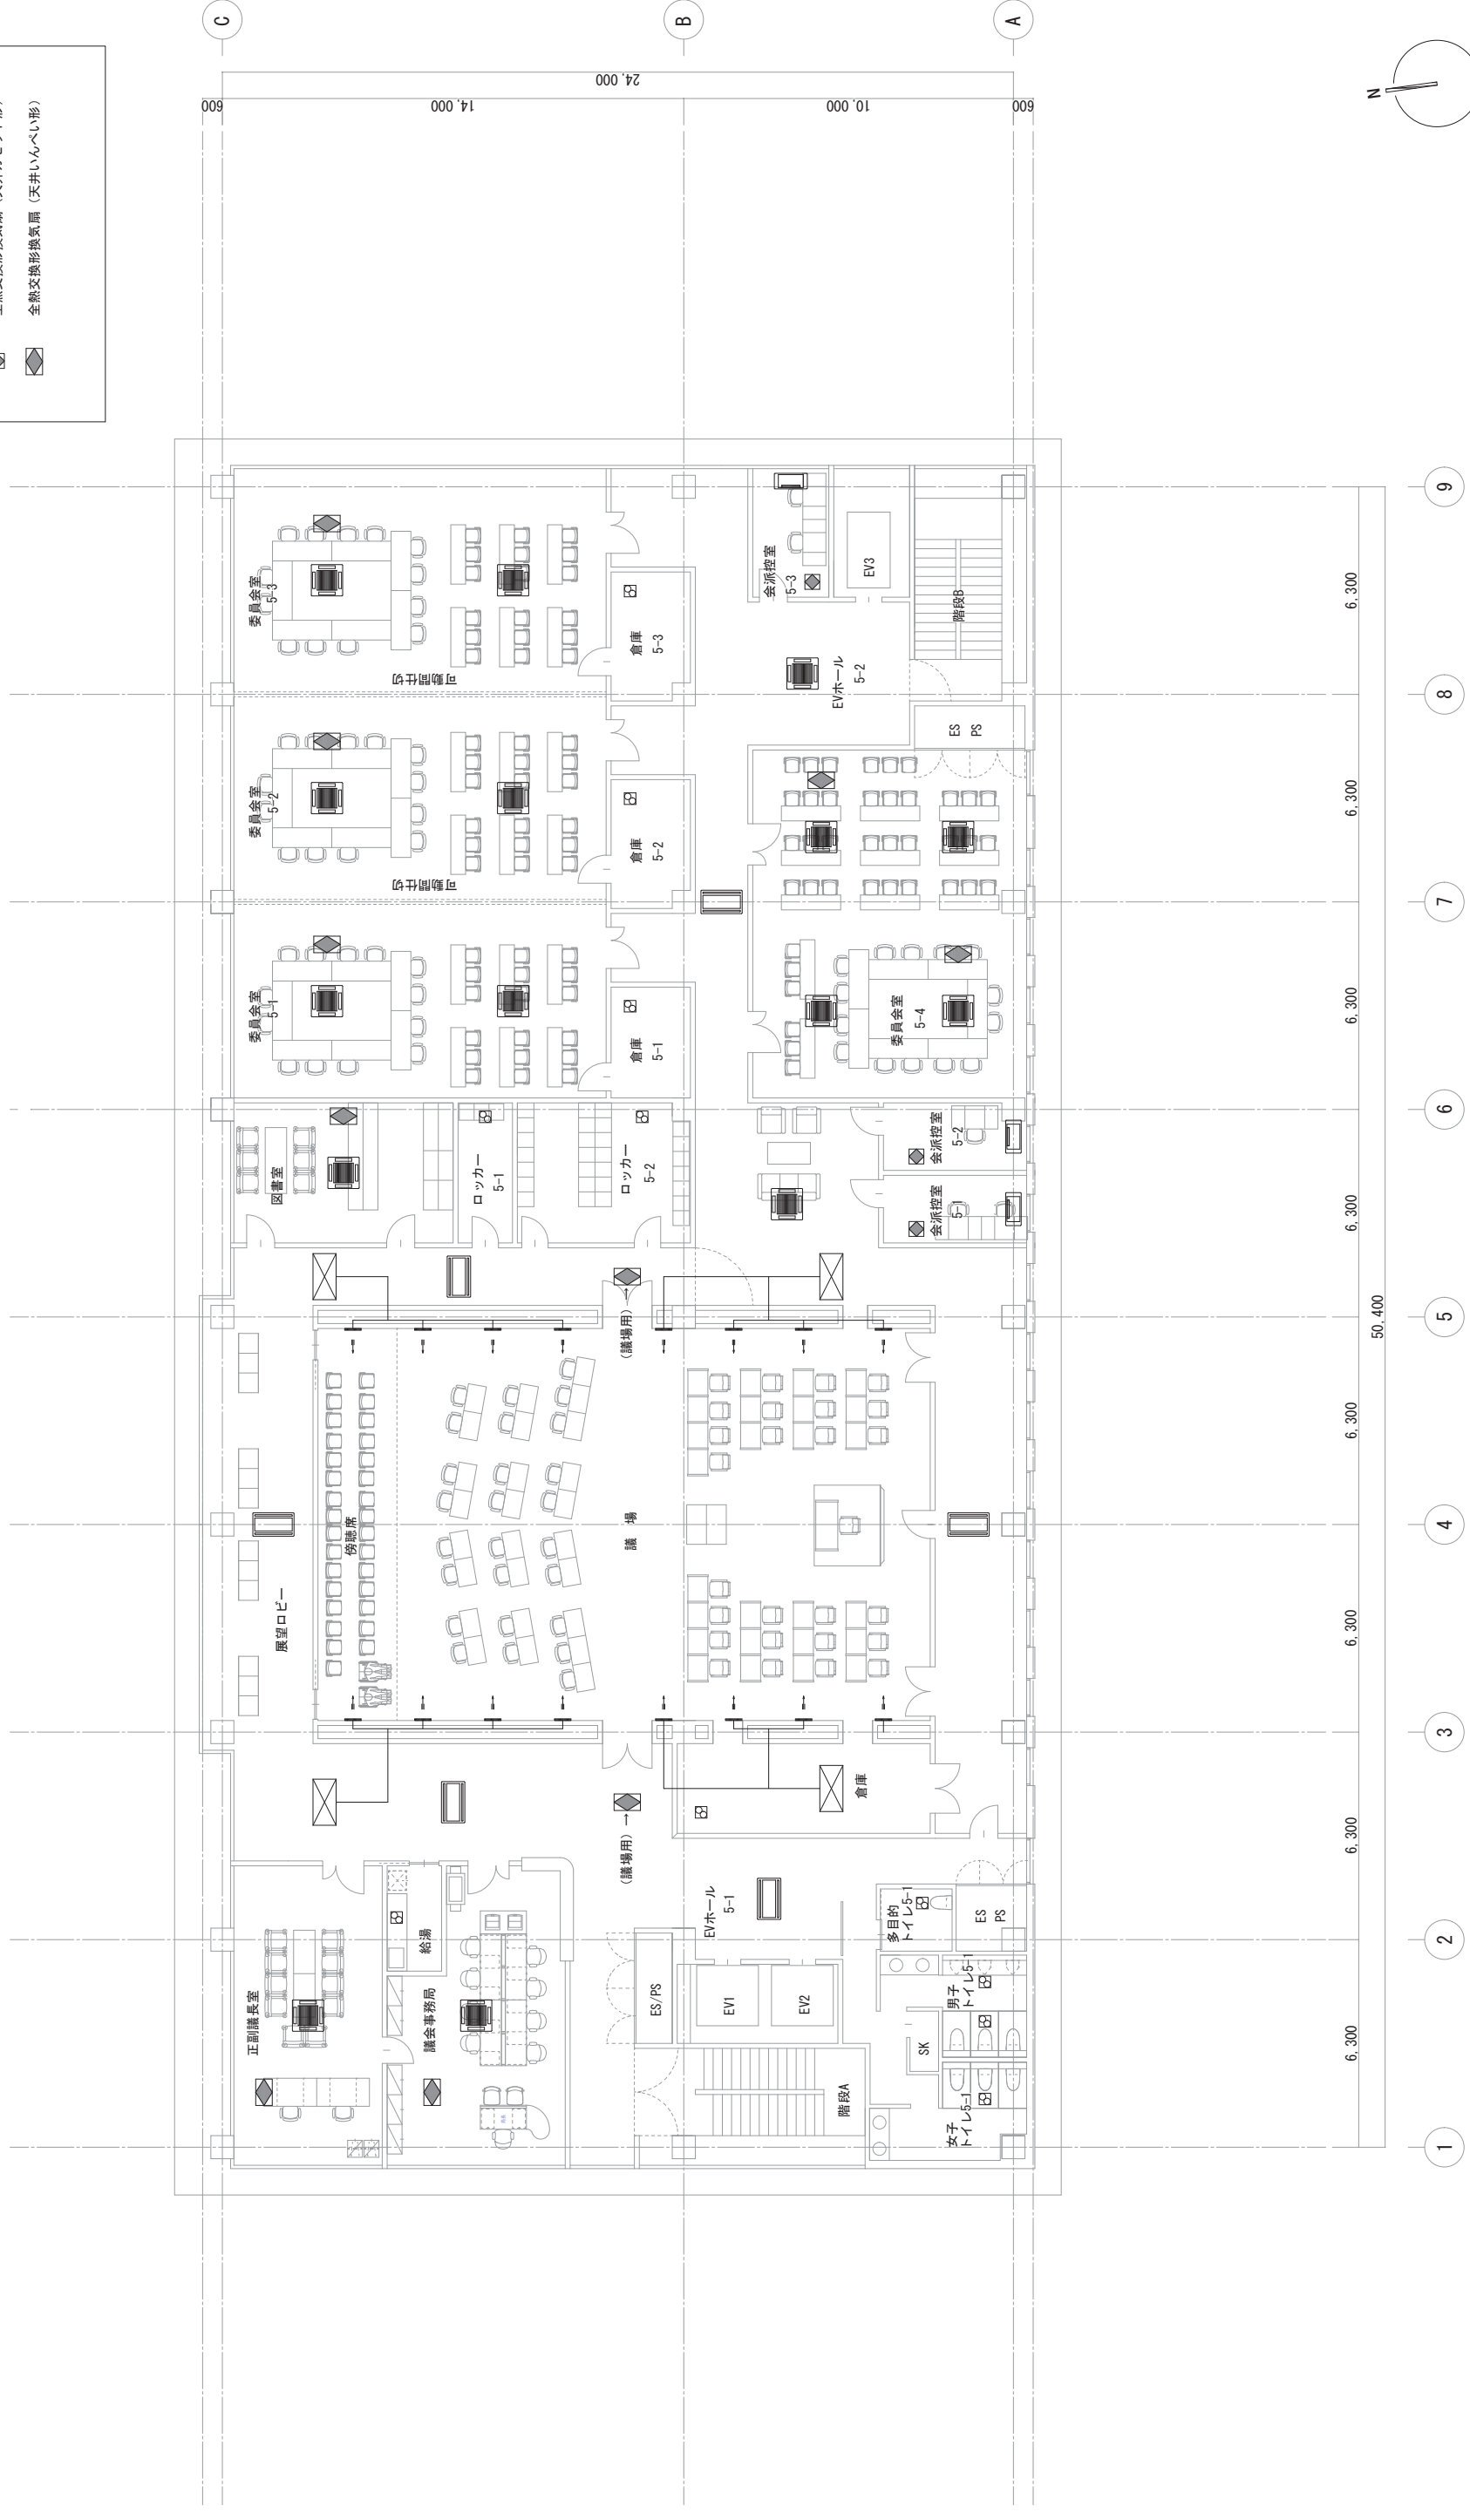 全熱交換形換気扇（天井いんぺい形）
C
B
A
24,000
600
14,000
10,000
600
N
委員会室
5-3
委員会室
5-2
委員会室
5-1
可動間仕切
可動間仕切
倉庫
5-3
倉庫
5-2
倉庫
5-1
会派控室
5-3
EV3
階段B
EVホール
5-2
ES
PS
委員会室
5-4
会派控室
5-2
会派控室
5-1
図書室
ロッカー
5-1
ロッカー
5-2
（議場用）→
展望ロビー
傍聴席
議場
（議場用）→
倉庫
正副議長室
給湯
議会事務局
EVホール
5-1
ES/PS
EV1
EV2
階段A
多目的
トイレ5-1
ES
PS
男子
トイレ5-1
SK
女子
トイレ5-1
6,300
6,300
6,300
6,300
6,300
6,300
6,300
6,300
50,400
9
8
7
6
5
4
3
2
1